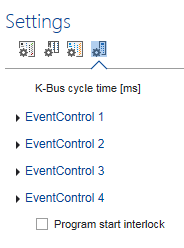 Settings
K-Bus cycle time [ms]
EventControl 1
EventControl 2
EventControl 3
EventControl 4
Program start interlock